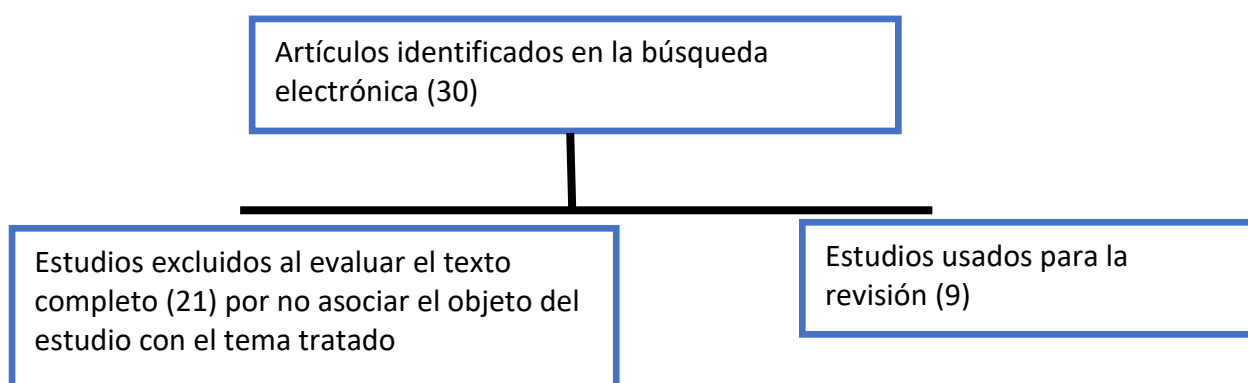 Artículos identificados en la búsqueda
electrónica (30)
Estudios excluidos al evaluar el texto
completo (21) por no asociar el objeto del
estudio con el tema tratado
Estudios usados para la
revisión (9)